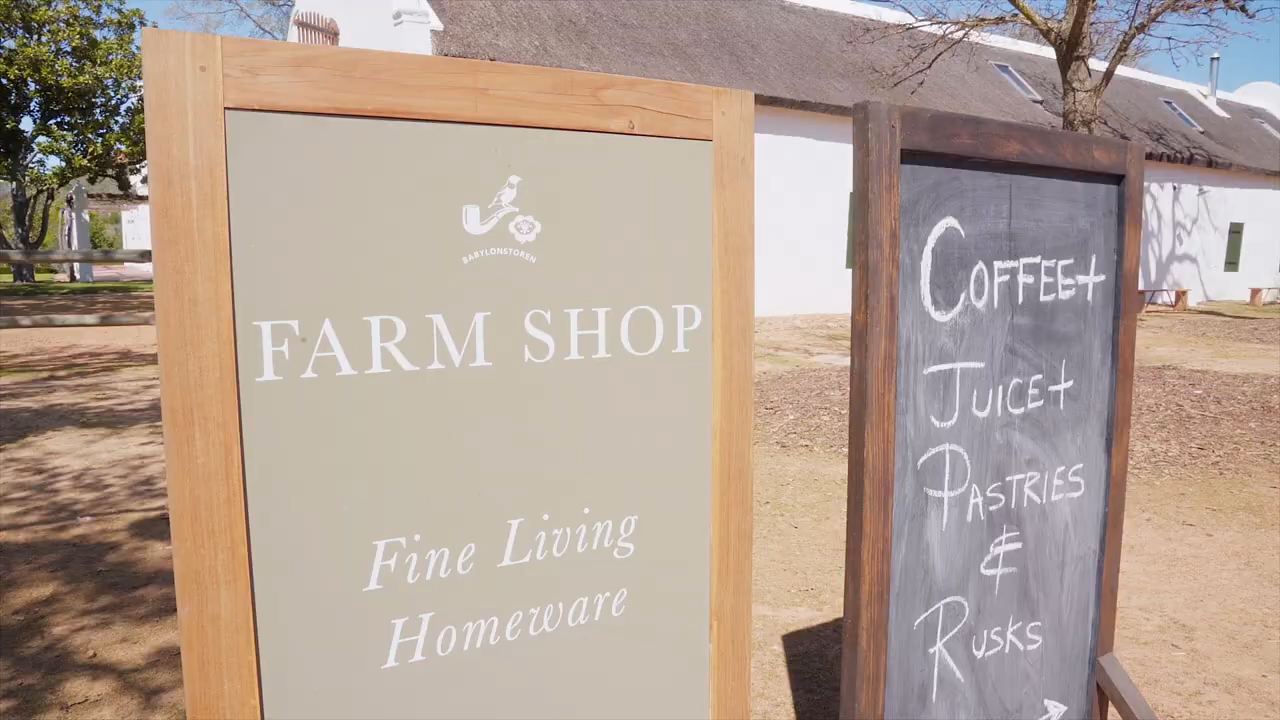 BABYLONSTOREN
FARM SHOP
Fine Living
Homeware
COFFEE+
JUICE+
PASTRIES
&
RUSKS